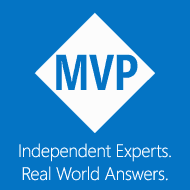 MVP
Independent Experts.
Real World Answers.